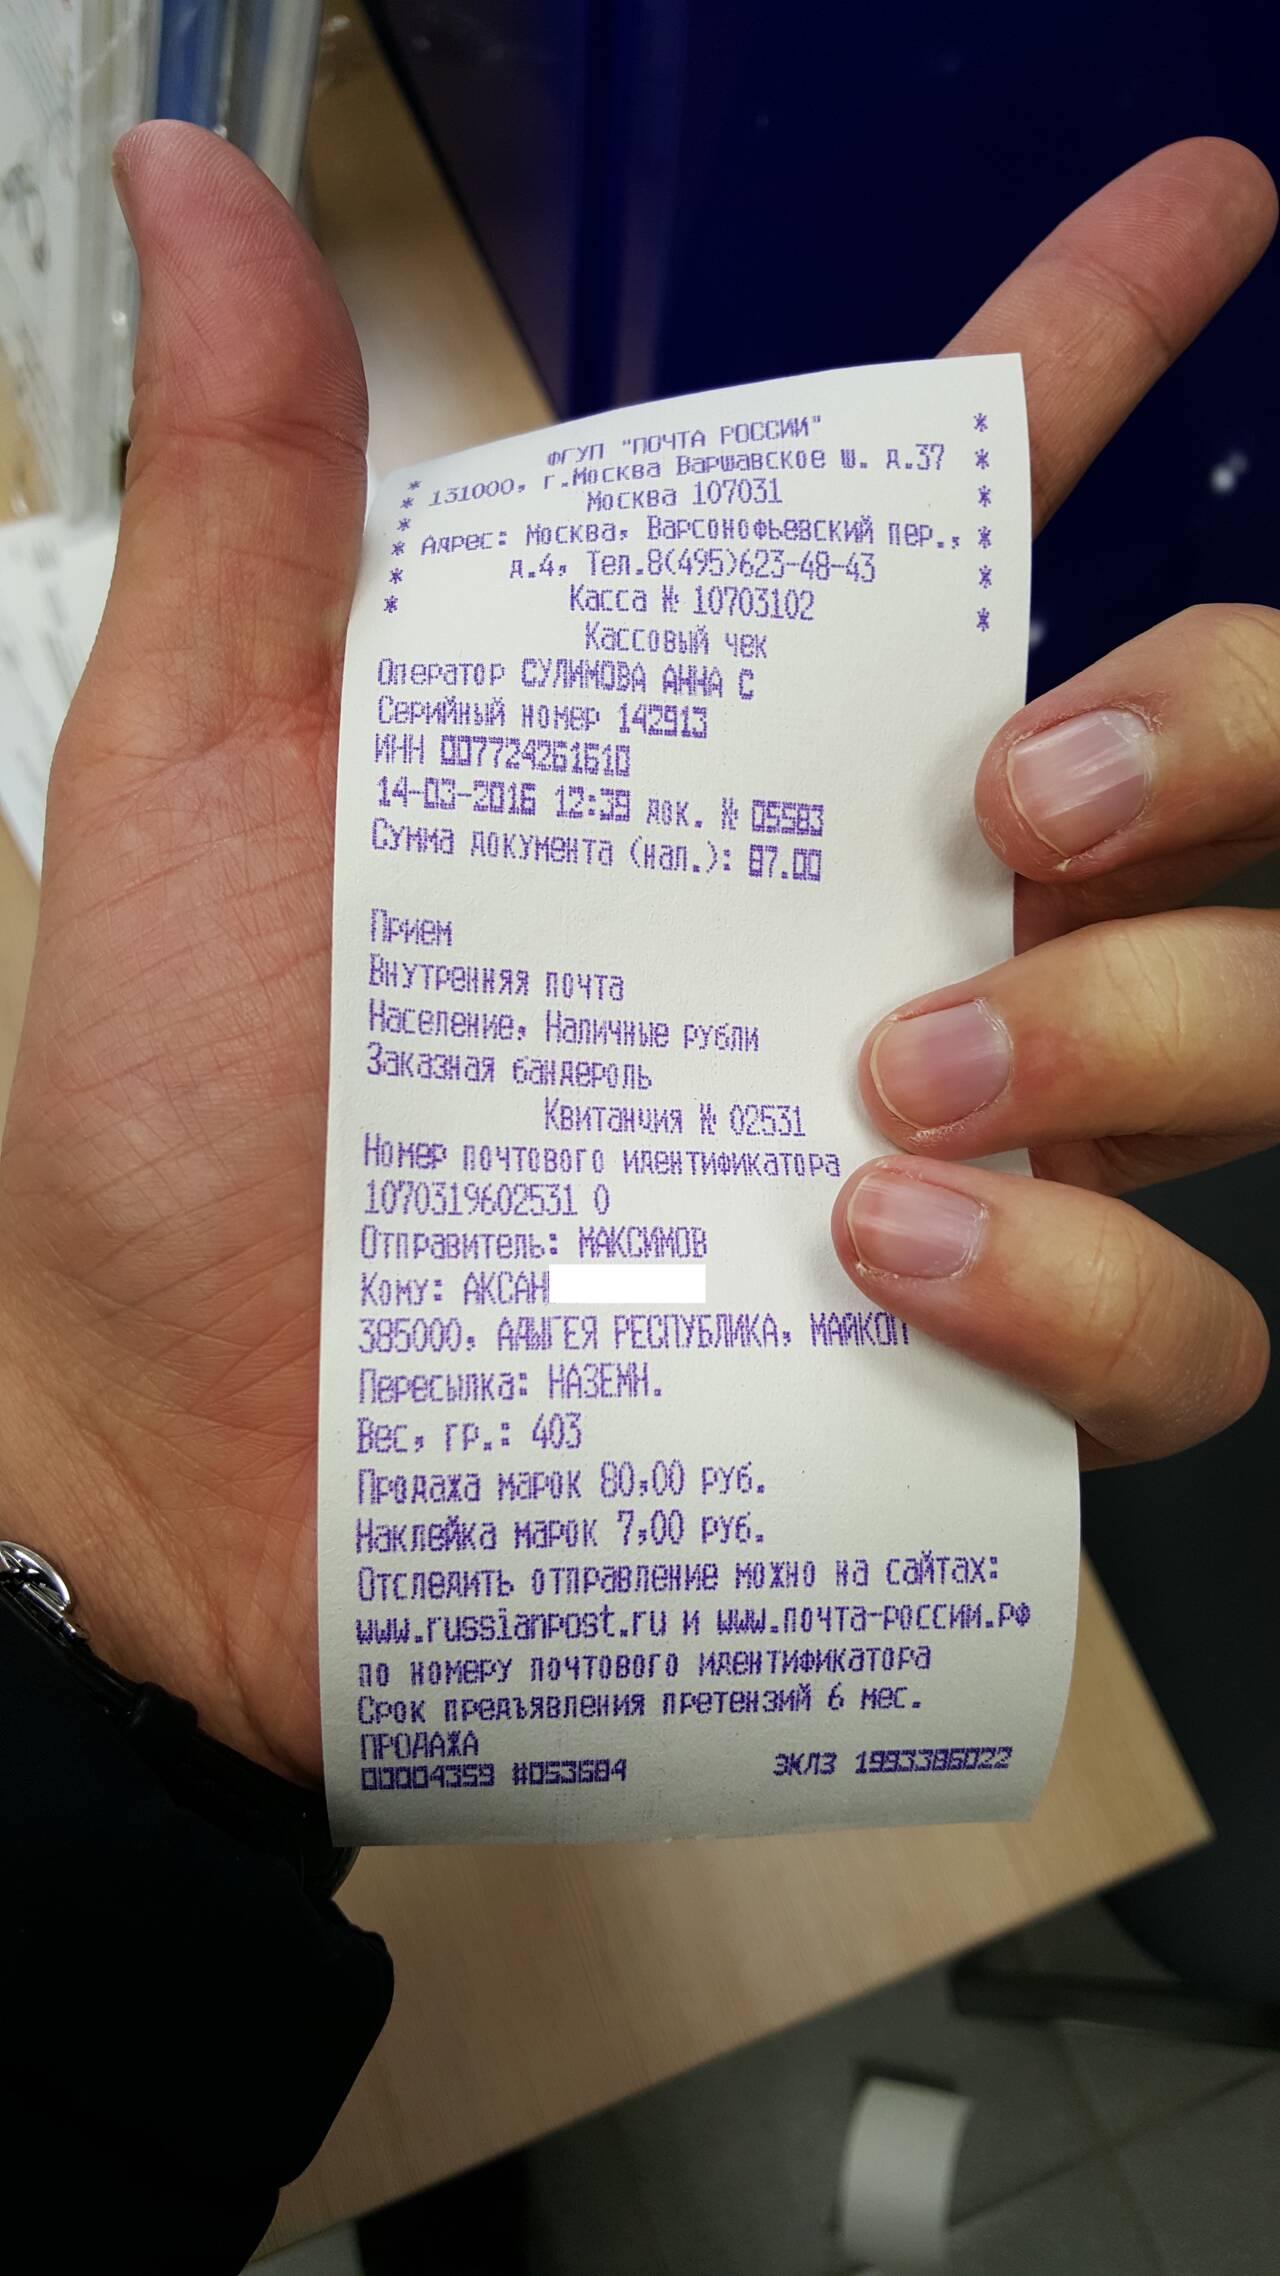 ФГУП "ПОЧТА РОССИИ" *
* 131000, г.Москва Варшавское ш. д.37 *
* Москва 107031 *
* Адрес: Москва, Варсонофьевский пер., *
* д.4, Тел.8(495)623-48-43 *
* Касса № 10703102 *
Кассовый чек
Оператор СУЛИМОВА АННА С
Серийный номер 142913
ИНН 007724261610
14-03-2016 12:39 док. № 05583
Сумма документа (нал.): 87.00
Прием
Внутренняя почта
Население, Наличные рубли
Заказная бандероль
Квитанчия № 02531
Номер почтового идентификатора
1070319602531 0
Отправитель: МАКСИМОВ
Кому: АКСАН
385000, АДЫГЕЯ РЕСПУБЛИКА, МАЙКОП
Пересылка: НАЗЕМН.
Вес, гр.: 403
Продажа марок 80,00 руб.
Наклейка марок 7,00 руб.
Отследить отправление можно на сайтах:
www.russianpost.ru и www.почта-россии.рф
по номеру почтового идентификатора
Срок предъявления претензий 6 мес.
ПРОДАЖА
00004359 #053684 ЭКЛЗ 1993386022